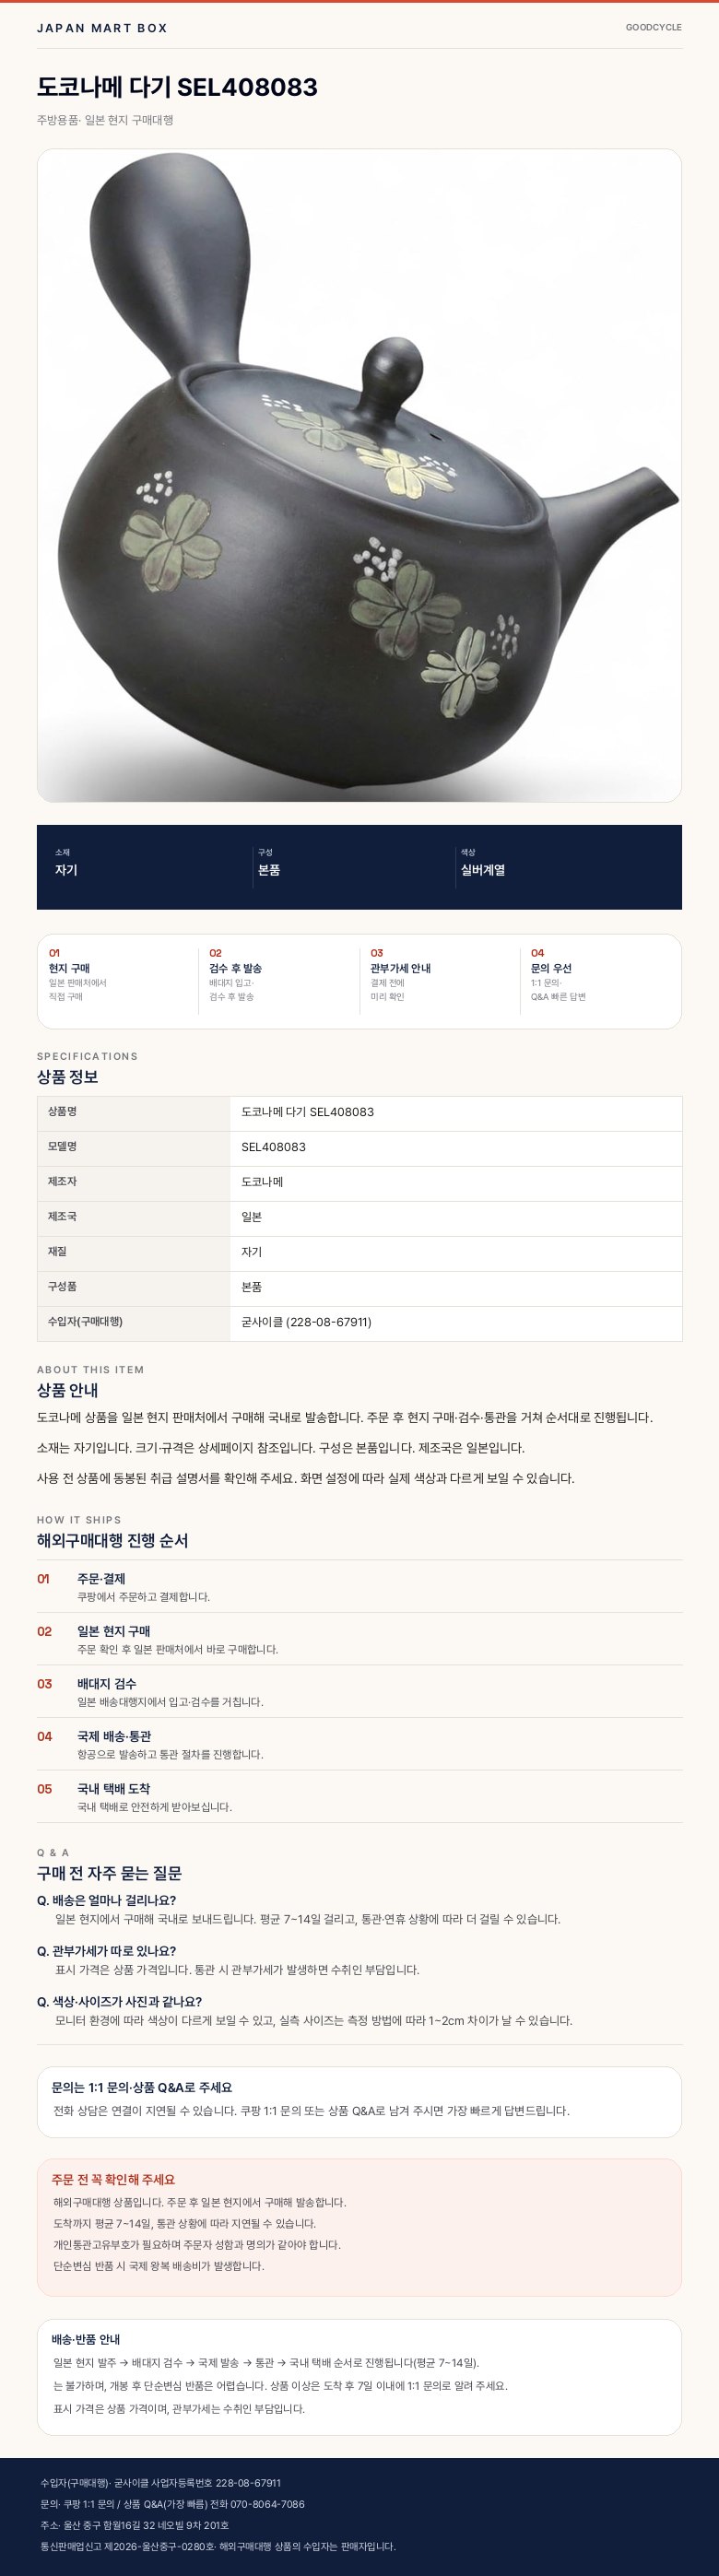 JAPAN MART BOX
GOODCYCLE
도코나메 다기 SEL408083
주방용품· 일본 현지 구매대행
소재
자기
구성
본품
색상
실버계열
01
현지 구매
일본 판매처에서
직접 구매
02
검수 후 발송
배대지 입고·
검수 후 발송
03
관부가세 안내
결제 전에
미리 확인
04
문의 우선
1:1 문의·
Q&A 빠른 답변
SPECIFICATIONS
상품 정보
상품명 도코나메 다기 SEL408083
모델명 SEL408083
제조자 도코나메
제조국 일본
재질 자기
구성품 본품
수입자(구매대행) 굳사이클 (228-08-67911)
ABOUT THIS ITEM
상품 안내
도코나메 상품을 일본 현지 판매처에서 구매해 국내로 발송합니다. 주문 후 현지 구매·검수·통관을 거쳐 순서대로 진행됩니다.
소재는 자기입니다. 크기·규격은 상세페이지 참조입니다. 구성은 본품입니다. 제조국은 일본입니다.
사용 전 상품에 동봉된 취급 설명서를 확인해 주세요. 화면 설정에 따라 실제 색상과 다르게 보일 수 있습니다.
HOW IT SHIPS
해외구매대행 진행 순서
01 주문·결제
쿠팡에서 주문하고 결제합니다.
02 일본 현지 구매
주문 확인 후 일본 판매처에서 바로 구매합니다.
03 배대지 검수
일본 배송대행지에서 입고·검수를 거칩니다.
04 국제 배송·통관
항공으로 발송하고 통관 절차를 진행합니다.
05 국내 택배 도착
국내 택배로 안전하게 받아보십니다.
Q & A
구매 전 자주 묻는 질문
Q. 배송은 얼마나 걸리나요?
일본 현지에서 구매해 국내로 보내드립니다. 평균 7~14일 걸리고, 통관·연휴 상황에 따라 더 걸릴 수 있습니다.
Q. 관부가세가 따로 있나요?
표시 가격은 상품 가격입니다. 통관 시 관부가세가 발생하면 수취인 부담입니다.
Q. 색상·사이즈가 사진과 같나요?
모니터 환경에 따라 색상이 다르게 보일 수 있고, 실측 사이즈는 측정 방법에 따라 1~2cm 차이가 날 수 있습니다.
문의는 1:1 문의·상품 Q&A로 주세요
전화 상담은 연결이 지연될 수 있습니다. 쿠팡 1:1 문의 또는 상품 Q&A로 남겨 주시면 가장 빠르게 답변드립니다.
주문 전 꼭 확인해 주세요
해외구매대행 상품입니다. 주문 후 일본 현지에서 구매해 발송합니다.
도착까지 평균 7~14일, 통관 상황에 따라 지연될 수 있습니다.
개인통관고유부호가 필요하며 주문자 성함과 명의가 같아야 합니다.
단순변심 반품 시 국제 왕복 배송비가 발생합니다.
배송·반품 안내
일본 현지 발주 → 배대지 검수 → 국제 발송 → 통관 → 국내 택배 순서로 진행됩니다(평균 7~14일).
는 불가하며, 개봉 후 단순변심 반품은 어렵습니다. 상품 이상은 도착 후 7일 이내에 1:1 문의로 알려 주세요.
표시 가격은 상품 가격이며, 관부가세는 수취인 부담입니다.
수입자(구매대행)· 굳사이클 사업자등록번호 228-08-67911
문의· 쿠팡 1:1 문의 / 상품 Q&A(가장 빠름) 전화 070-8064-7086
주소· 울산 중구 함월16길 32 네오빌 9차 201호
통신판매업신고 제2026-울산중구-0280호· 해외구매대행 상품의 수입자는 판매자입니다.